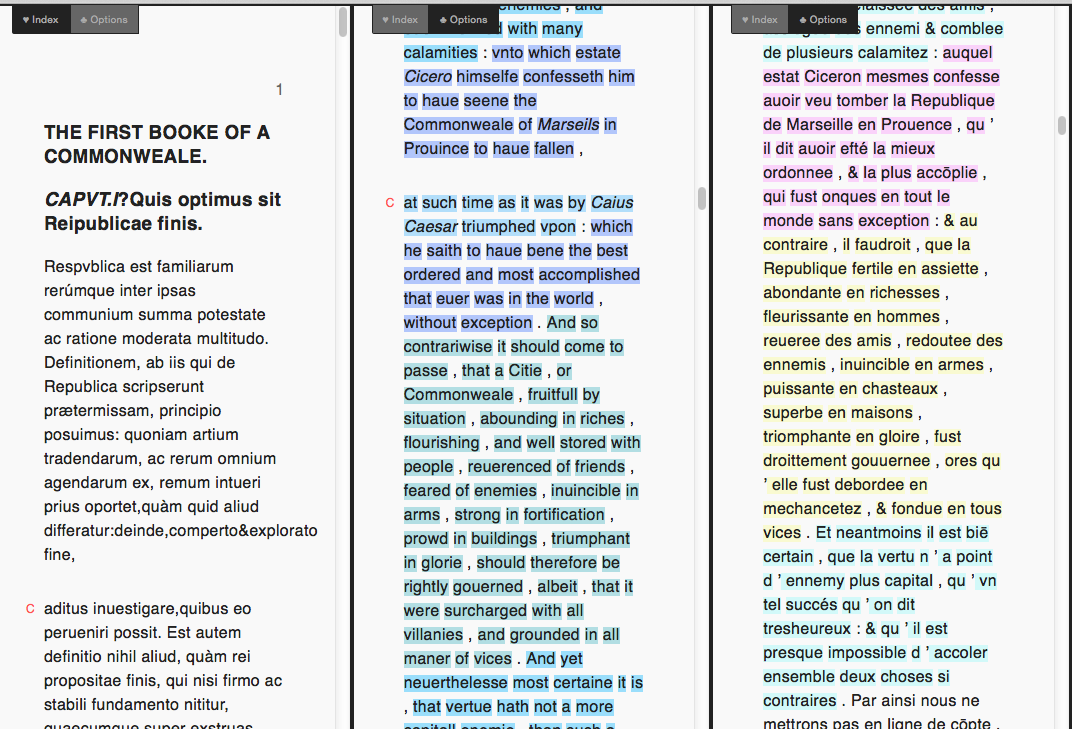 ♥ Index ♣ Options
1
THE FIRST BOOKE OF A
COMMONWEALE.
CAPVT.I?Quis optimus sit
Reipublicae finis.
Respvblica est familiarum
rerúmque inter ipsas
communium summa potestate
ac ratione moderata multitudo.
Definitionem, ab iis qui de
Republica scripserunt
prætermissam, principio
posuimus: quoniam artium
tradendarum, ac rerum omnium
agendarum ex, remum intueri
prius oportet,quàm quid aliud
differatur:deinde,comperto&explorato
fine,
C aditus inuestigare,quibus eo
perueniri possit. Est autem
definitio nihil aliud, quàm rei
propositae finis, qui nisi firmo ac
stabili fundamento nititur,
quaecumque super exstruas
♥ Index ♣ Options
enemies , and
with many
calamities : vnto which estate
Cicero himselfe confesseth him
to haue seene the
Commonweale of Marseils in
Prouince to haue fallen ,
C at such time as it was by Caius
Caesar triumphed vpon : which
he saith to haue bene the best
ordered and most accomplished
that euer was in the world ,
without exception . And so
contrariwise it should come to
passe , that a Citie , or
Commonweale , fruitfull by
situation , abounding in riches ,
flourishing , and well stored with
people , reuerenced of friends ,
feared of enemies , inuincible in
arms , strong in fortification ,
prowd in buildings , triumphant
in glorie , should therefore be
rightly gouerned , albeit , that it
were surcharged with all
villanies , and grounded in all
maner of vices . And yet
neuerthelesse most certaine it is
, that vertue hath not a more
capitall enemie , than such a
♥ Index ♣ Options
des amis ,
ennemi & comblee
de plusieurs calamitez : auquel
estat Ciceron mesmes confesse
auoir veu tomber la Republique
de Marseille en Prouence , qu ’
il dit auoir efté la mieux
ordonnee , & la plus accōplie ,
qui fust onques en tout le
monde sans exception : & au
contraire , il faudroit , que la
Republique fertile en assiette ,
abondante en richesses ,
fleurissante en hommes ,
reueree des amis , redoutee des
ennemis , inuincible en armes ,
puissante en chasteaux ,
superbe en maisons ,
triomphante en gloire , fust
droittement gouuernee , ores qu
’ elle fust debordee en
mechancetez , & fondue en tous
vices . Et neantmoins il est biē
certain , que la vertu n ’ a point
d ’ ennemy plus capital , qu ’ vn
tel succés qu ’ on dit
tresheureux : & qu ’ il est
presque impossible d ’ accoler
ensemble deux choses si
contraires . Par ainsi nous ne
mettrons pas en ligne de cōpte ,